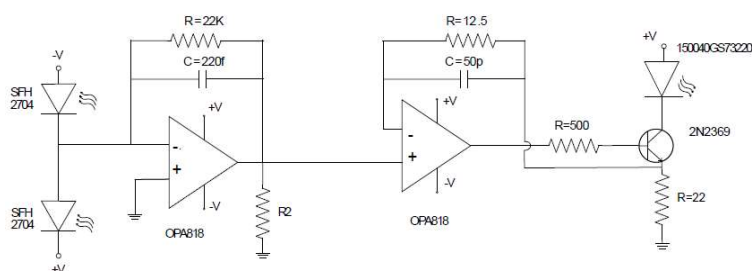 R=22K
C=220f
-V
SFH
2704
+V
-
+
-V
OPA818
R2
SFH
2704
+V
R=12.5
C=50p
+V
-
+
-V
OPA818
R=500
+V
150040GS73220
2N2369
R=22